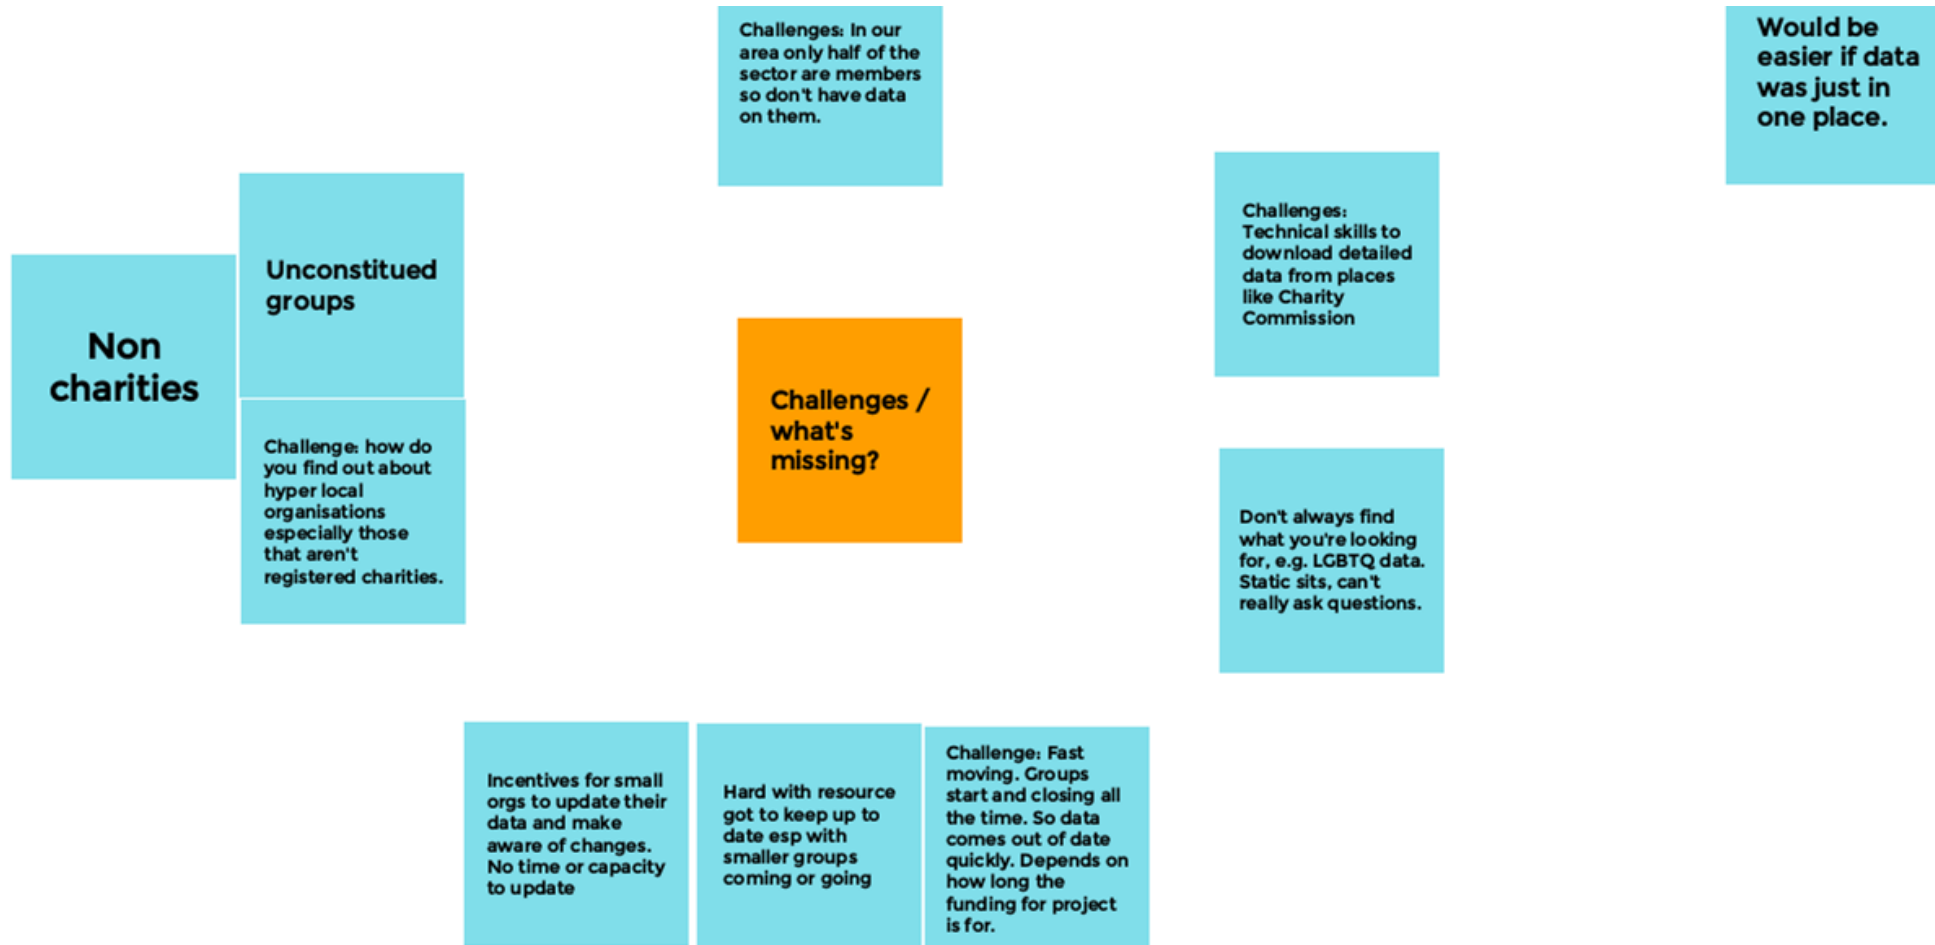 Challenges: In our
area only half of the
sector are members
so don't have data
on them.
Would be
easier if data
was just in
one place.
Unconstitued
groups
Non
charities
Challenge: how do
you find out about
hyper local
organisations
especially those
that aren't
registered charities.
Challenges /
what's
missing?
Challenges:
Technical skills to
download detailed
data from places
like Charity
Commission
Don't always find
what you're looking
for, e.g. LGBTQ data.
Static sits, can't
really ask questions.
Incentives for small
orgs to update their
data and make
aware of changes.
No time or capacity
to update
Hard with resource
got to keep up to
date esp with
smaller groups
coming or going
Challenge: Fast
moving. Groups
start and closing all
the time. So data
comes out of date
quickly. Depends on
how long the
funding for project
is for.